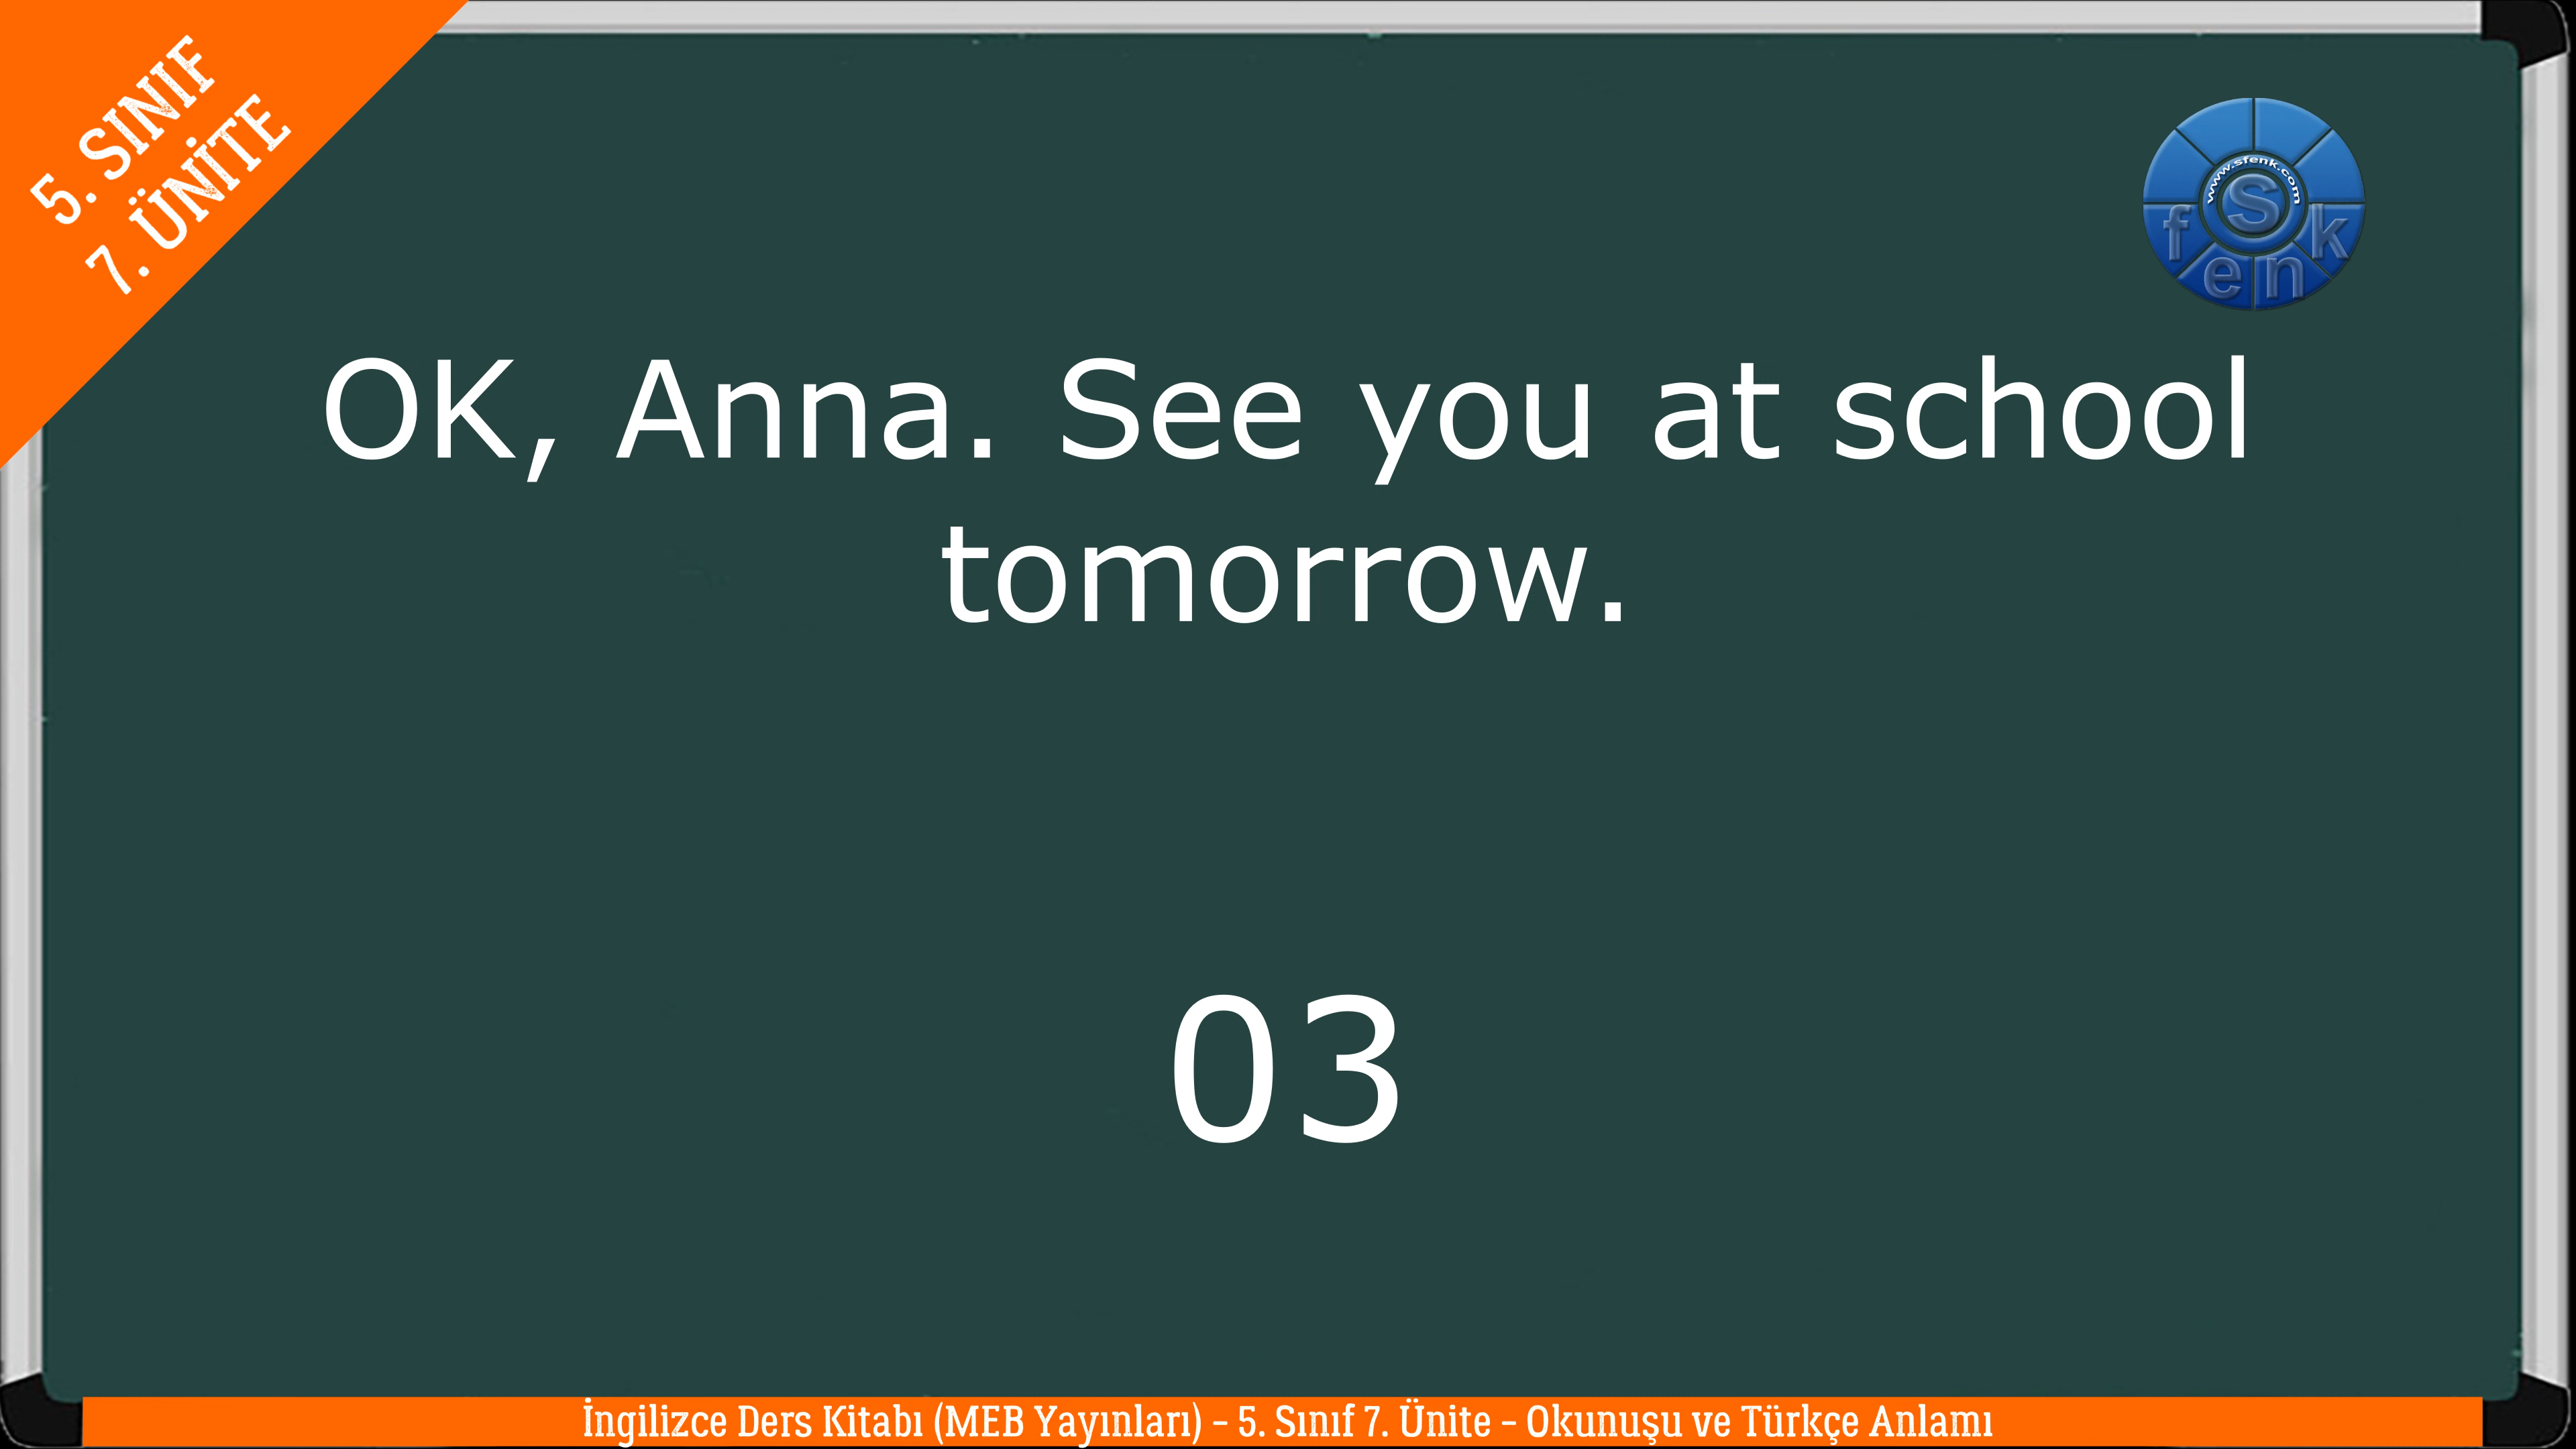 5. SINIF
7. ÜNİTE
www.sfenk.com
S
f e n k
OK, Anna. See you at school
tomorrow.
03
İngilizce Ders Kitabı (MEB Yayınları) – 5. Sınıf 7. Ünite – Okunuşu ve Türkçe Anlamı